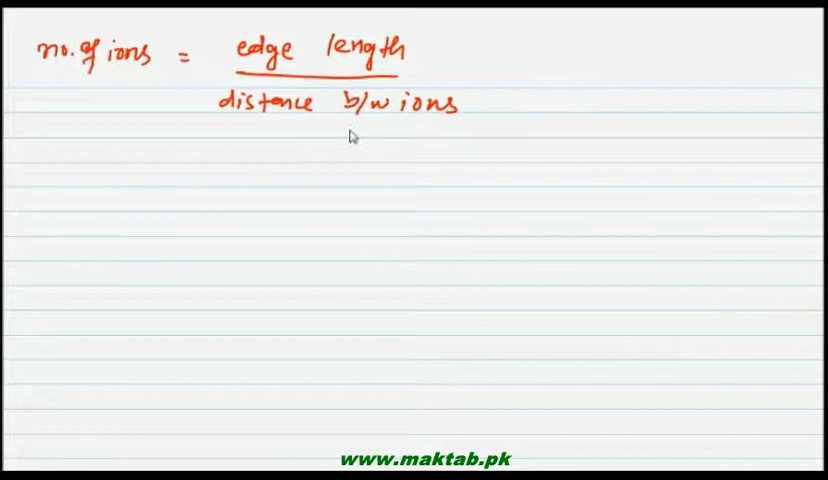 no. of ions = edge length
distance b/w ions
www.maktab.pk